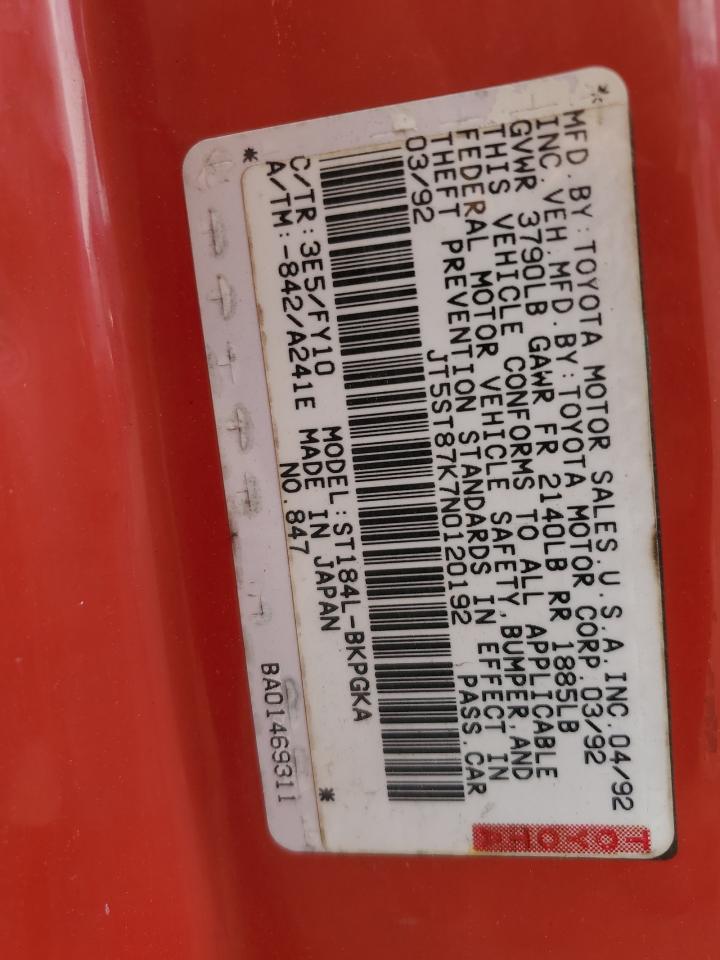 MFD.BY:TOYOTA MOTOR SALES.U.S.A.INC.04/92
INC.VEH.MFD.BY:TOYOTA MOTOR CORP.03/92
GVWR 3790LB GAWR FR 2140LB RR 1885LB
THIS VEHICLE CONFORMS TO ALL APPLICABLE
FEDERAL MOTOR VEHICLE SAFETY,BUMPER,AND
THEFT PREVENTION STANDARDS IN EFFECT IN
03/92 JT5ST87K7N0120192 PASS.CAR
C/TR:3E5/FY10 MODEL:ST184L-BKPGKA
A/TM:-842/A241E MADE IN JAPAN
NO.847
BA0146931I
TOYOTA